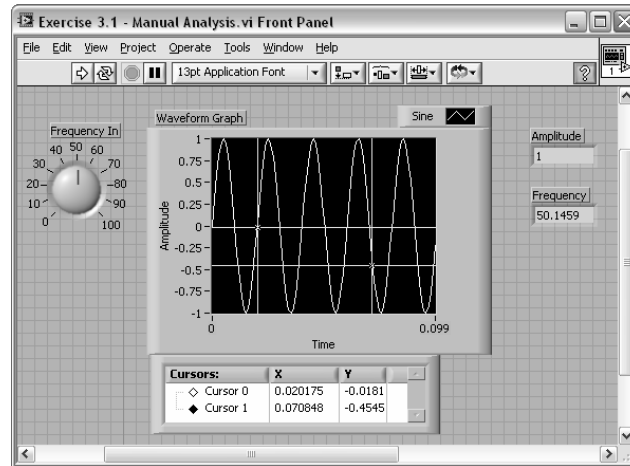 Exercise 3.1 - Manual Analysis.vi Front Panel
File Edit View Project Operate Tools Window Help
13pt Application Font
?
1
Frequency In
0 10 20 30 40 50 60 70 80 90 100
Waveform Graph
Sine
Amplitude
1
0.75
0.5
0.25
0
-0.25
-0.5
-0.75
-1
0 0.099
Time
Amplitude
1
Frequency
50.1459
Cursors: X Y
Cursor 0 0.020175 -0.0181
Cursor 1 0.070848 -0.4545